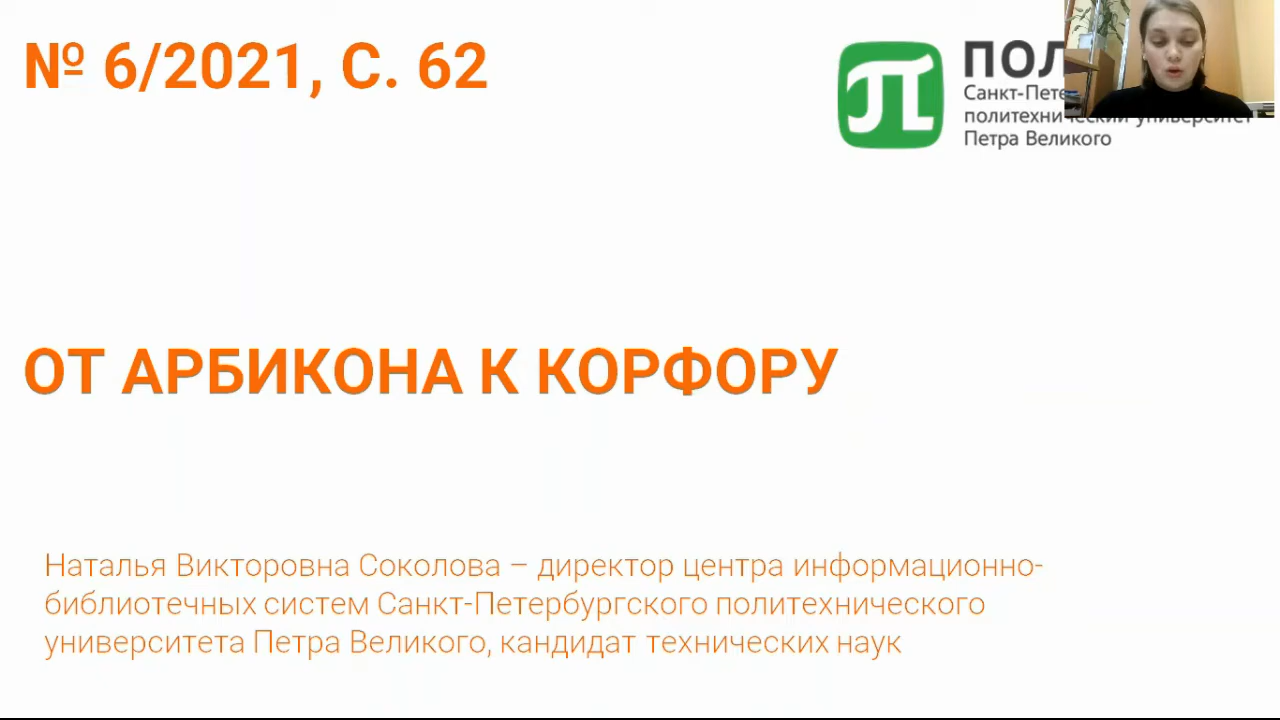 № 6/2021, С. 62
Санкт-Пете
политехнический университет
Петра Великого
ОТ АРБИКОНА К КОРФОРУ
Наталья Викторовна Соколова – директор центра информационно-
библиотечных систем Санкт-Петербургского политехнического
университета Петра Великого, кандидат технических наук